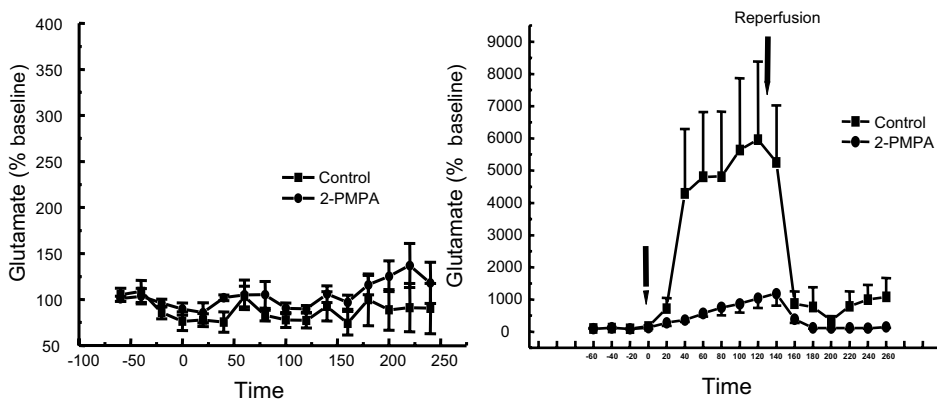 400
350
300
250
200
150
100
50
Glutamate (% baseline)
Control
2-PMPA
-100 -50 0 50 100 150 200 250
Time
Reperfusion
9000
8000
7000
6000
5000
4000
3000
2000
1000
0
Glutamate (% baseline)
Control
2-PMPA
-60 -40 -20 0 20 40 60 80 100 120 140 160 180 200 220 240 260
Time